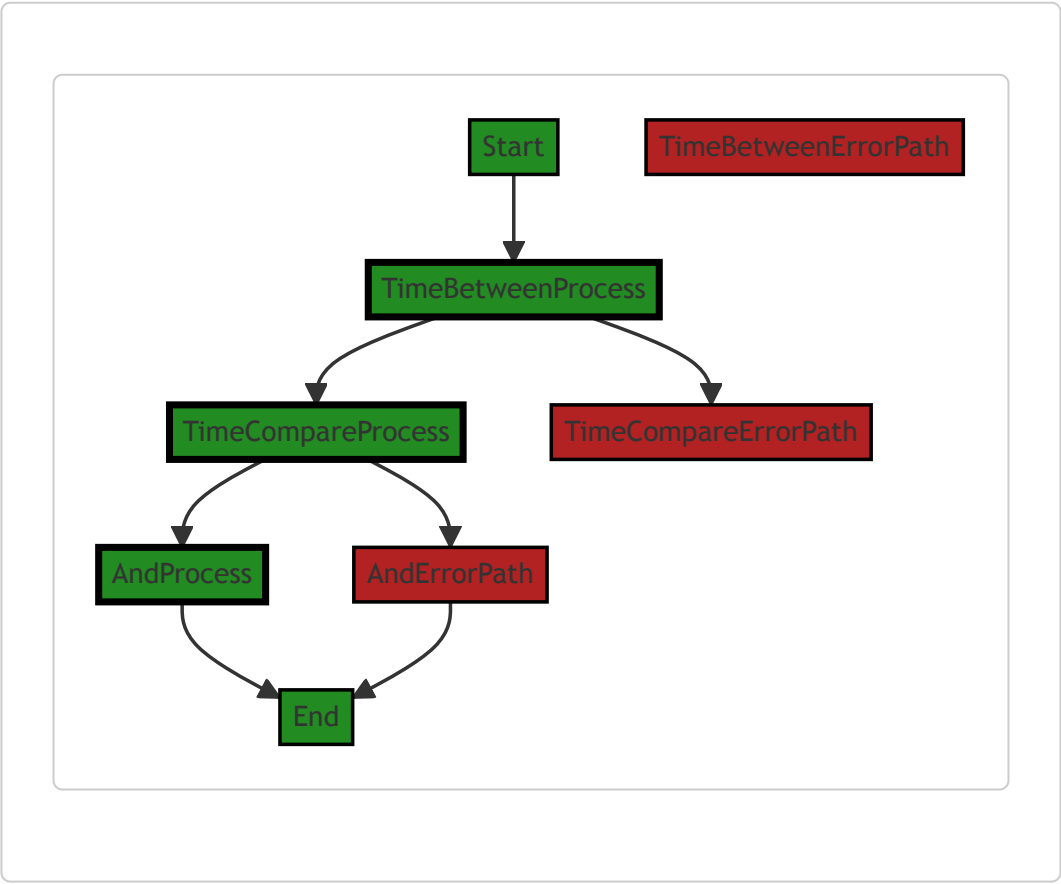 Start
TimeBetweenErrorPath
TimeBetweenProcess
TimeCompareProcess
TimeCompareErrorPath
AndProcess
AndErrorPath
End